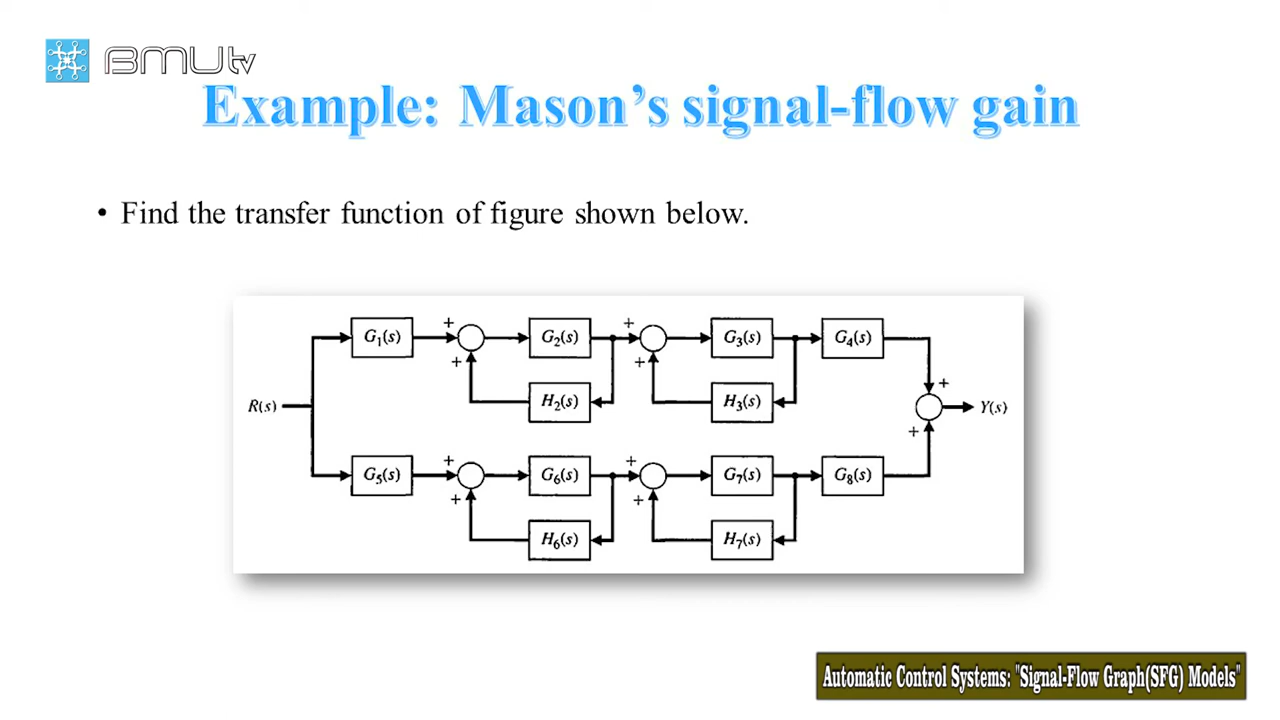 BMUtv
Example: Mason's signal-flow gain
• Find the transfer function of figure shown below.
+ G₁(s) G₂(s) + G₃(s) G₄(s)
+ + +
H₂(s) H₃(s)
R(s) Y(s)
+
+ G₅(s) G₆(s) + G₇(s) G₈(s)
+ +
H₆(s) H₇(s)
Automatic Control Systems: "Signal-Flow Graph(SFG) Models"